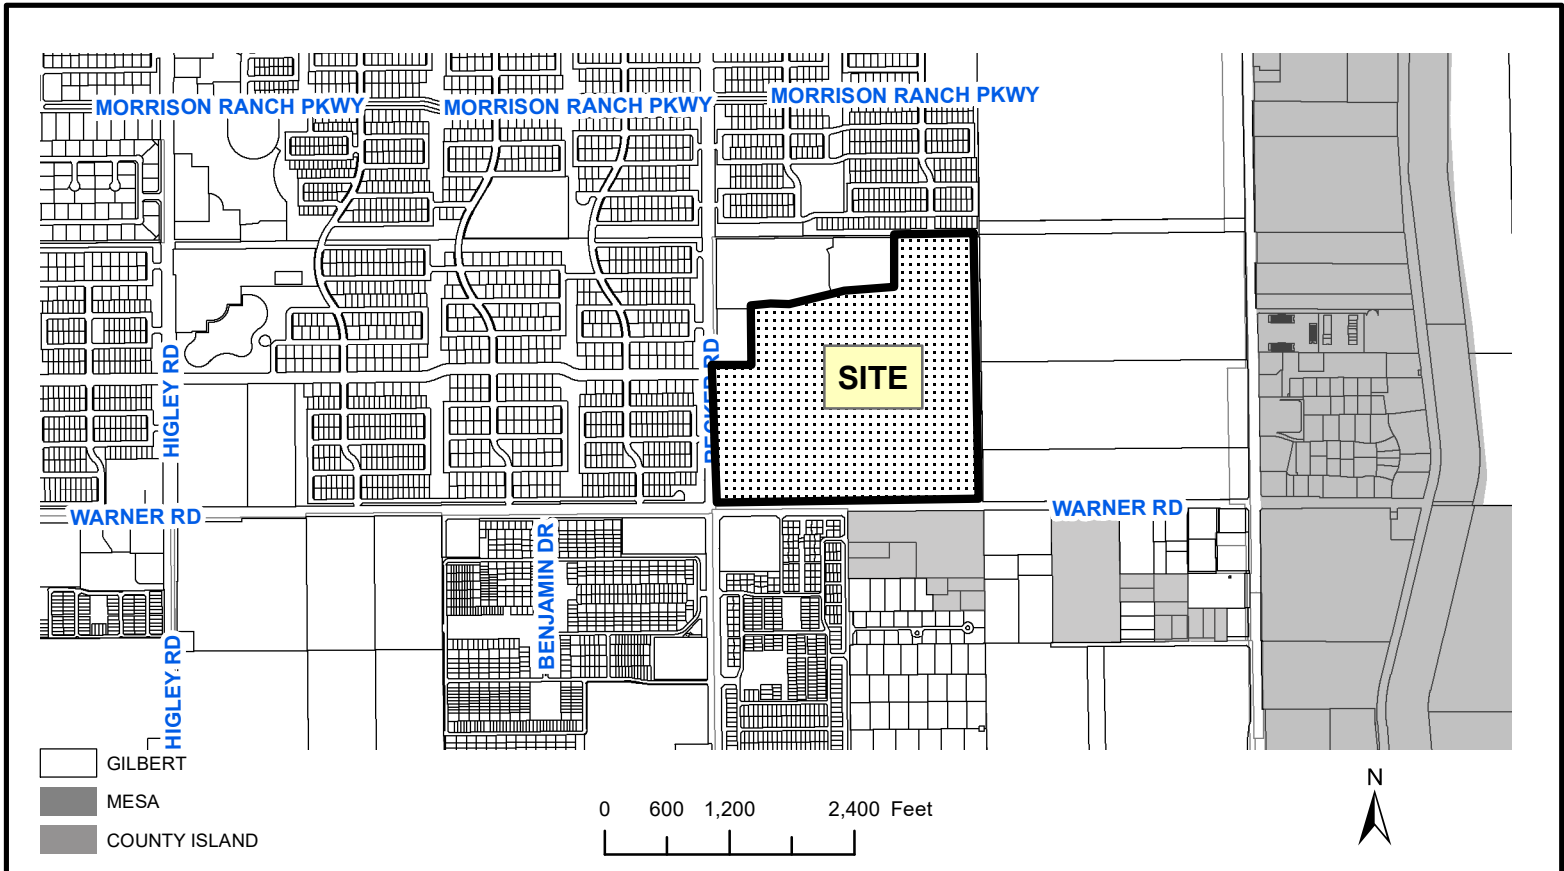 MORRISON RANCH PKWY
MORRISON RANCH PKWY
MORRISON RANCH PKWY
HIGLEY RD
RD
SITE
WARNER RD
WARNER RD
BENJAMIN DR
HIGLEY RD
GILBERT
MESA
COUNTY ISLAND
0 600 1,200 2,400 Feet
N